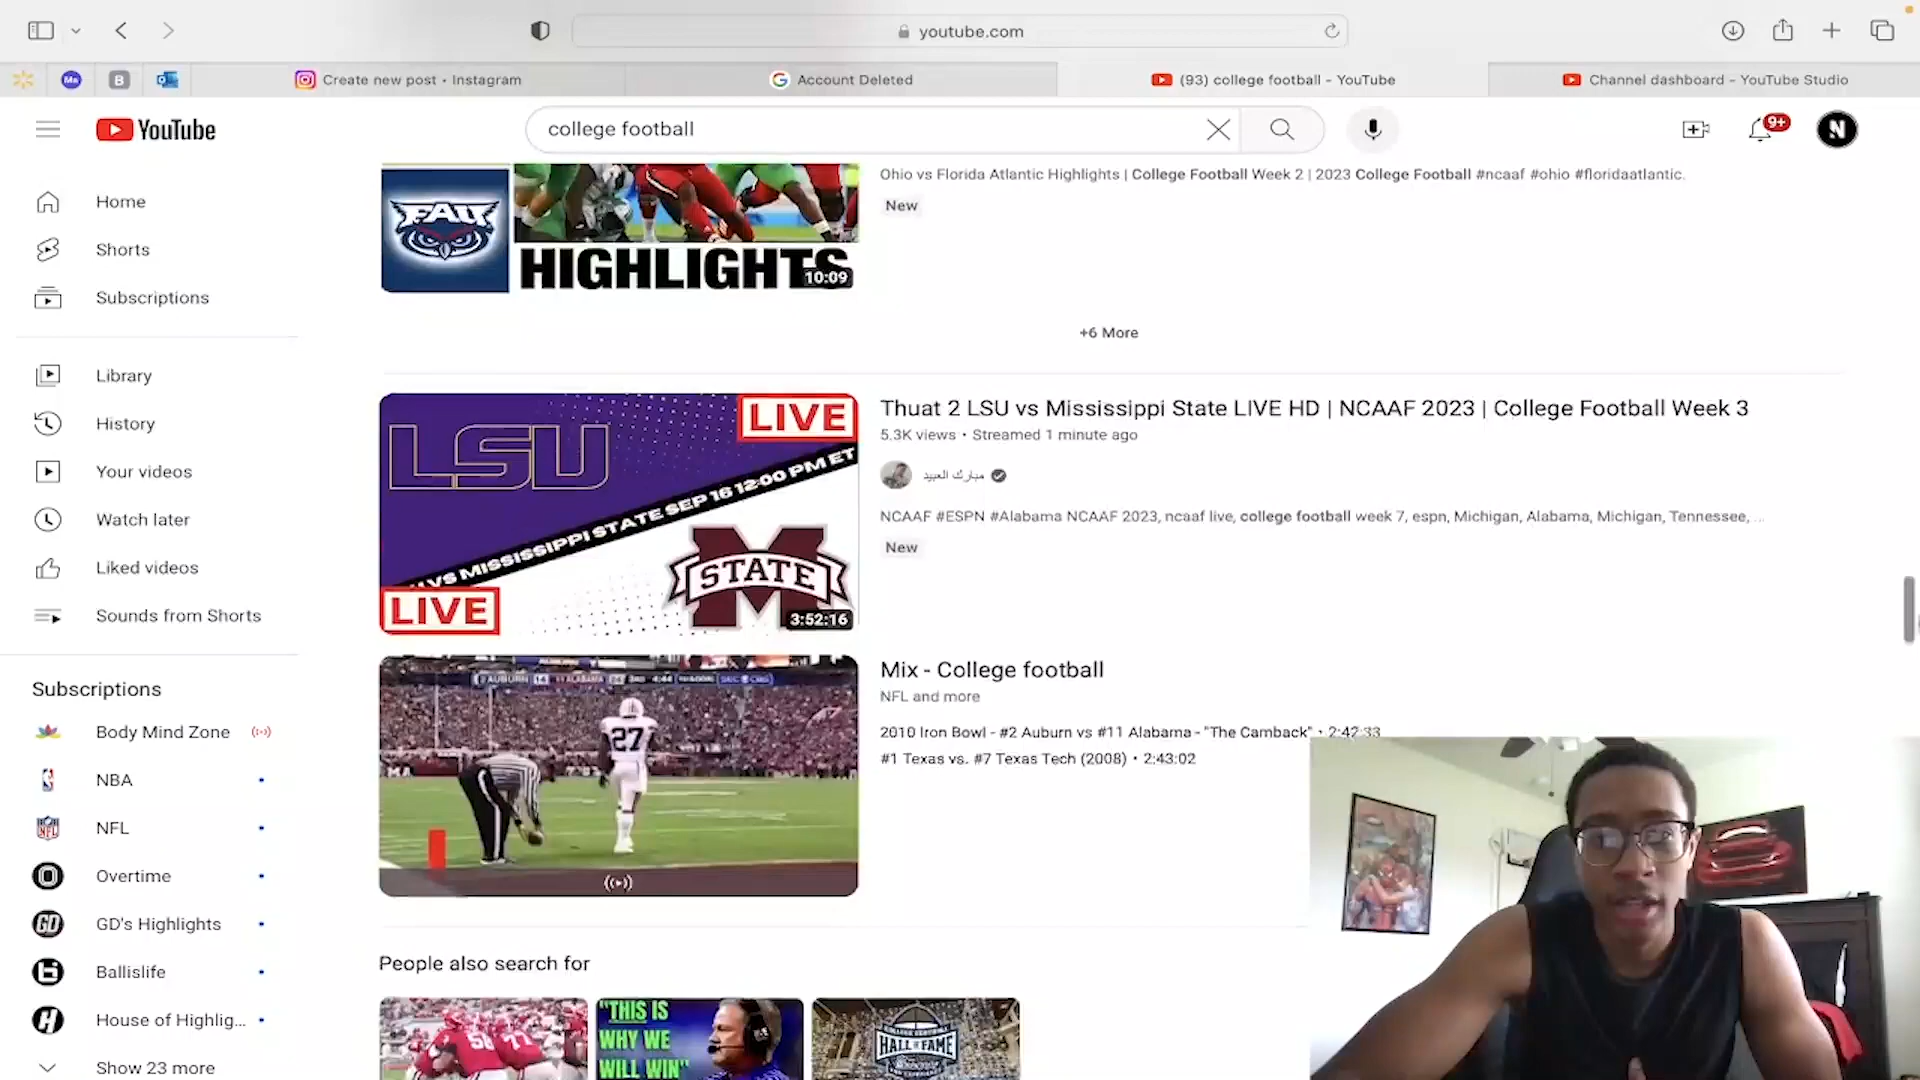 youtube.com
Create new post • Instagram
Account Deleted
(93) college football - YouTube
Channel dashboard - YouTube Studio
YouTube
college football
9+
N
Home
Shorts
Subscriptions
Library
History
Your videos
Watch later
Liked videos
Sounds from Shorts
Subscriptions
Body Mind Zone
NBA
NFL
Overtime
GD's Highlights
Ballislife
House of Highlig...
Show 23 more
FAU
HIGHLIGHTS
10:09
Ohio vs Florida Atlantic Highlights | College Football Week 2 | 2023 College Football #ncaaf #ohio #floridaatlantic.
New
+6 More
LSU
LIVE
VS MISSISSIPPI STATE SEP 16 12:00 PM ET
STATE
LIVE
3:52:16
Thuat 2 LSU vs Mississippi State LIVE HD | NCAAF 2023 | College Football Week 3
5.3K views • Streamed 1 minute ago
مبارك العبيد
NCAAF #ESPN #Alabama NCAAF 2023, ncaaf live, college football week 7, espn, Michigan, Alabama, Michigan, Tennessee, ...
New
27
Mix - College football
NFL and more
2010 Iron Bowl - #2 Auburn vs #11 Alabama - "The Camback" • 2:42:33
#1 Texas vs. #7 Texas Tech (2008) • 2:43:02
People also search for
"THIS IS
WHY WE
WILL WIN"
HALL OF FAME